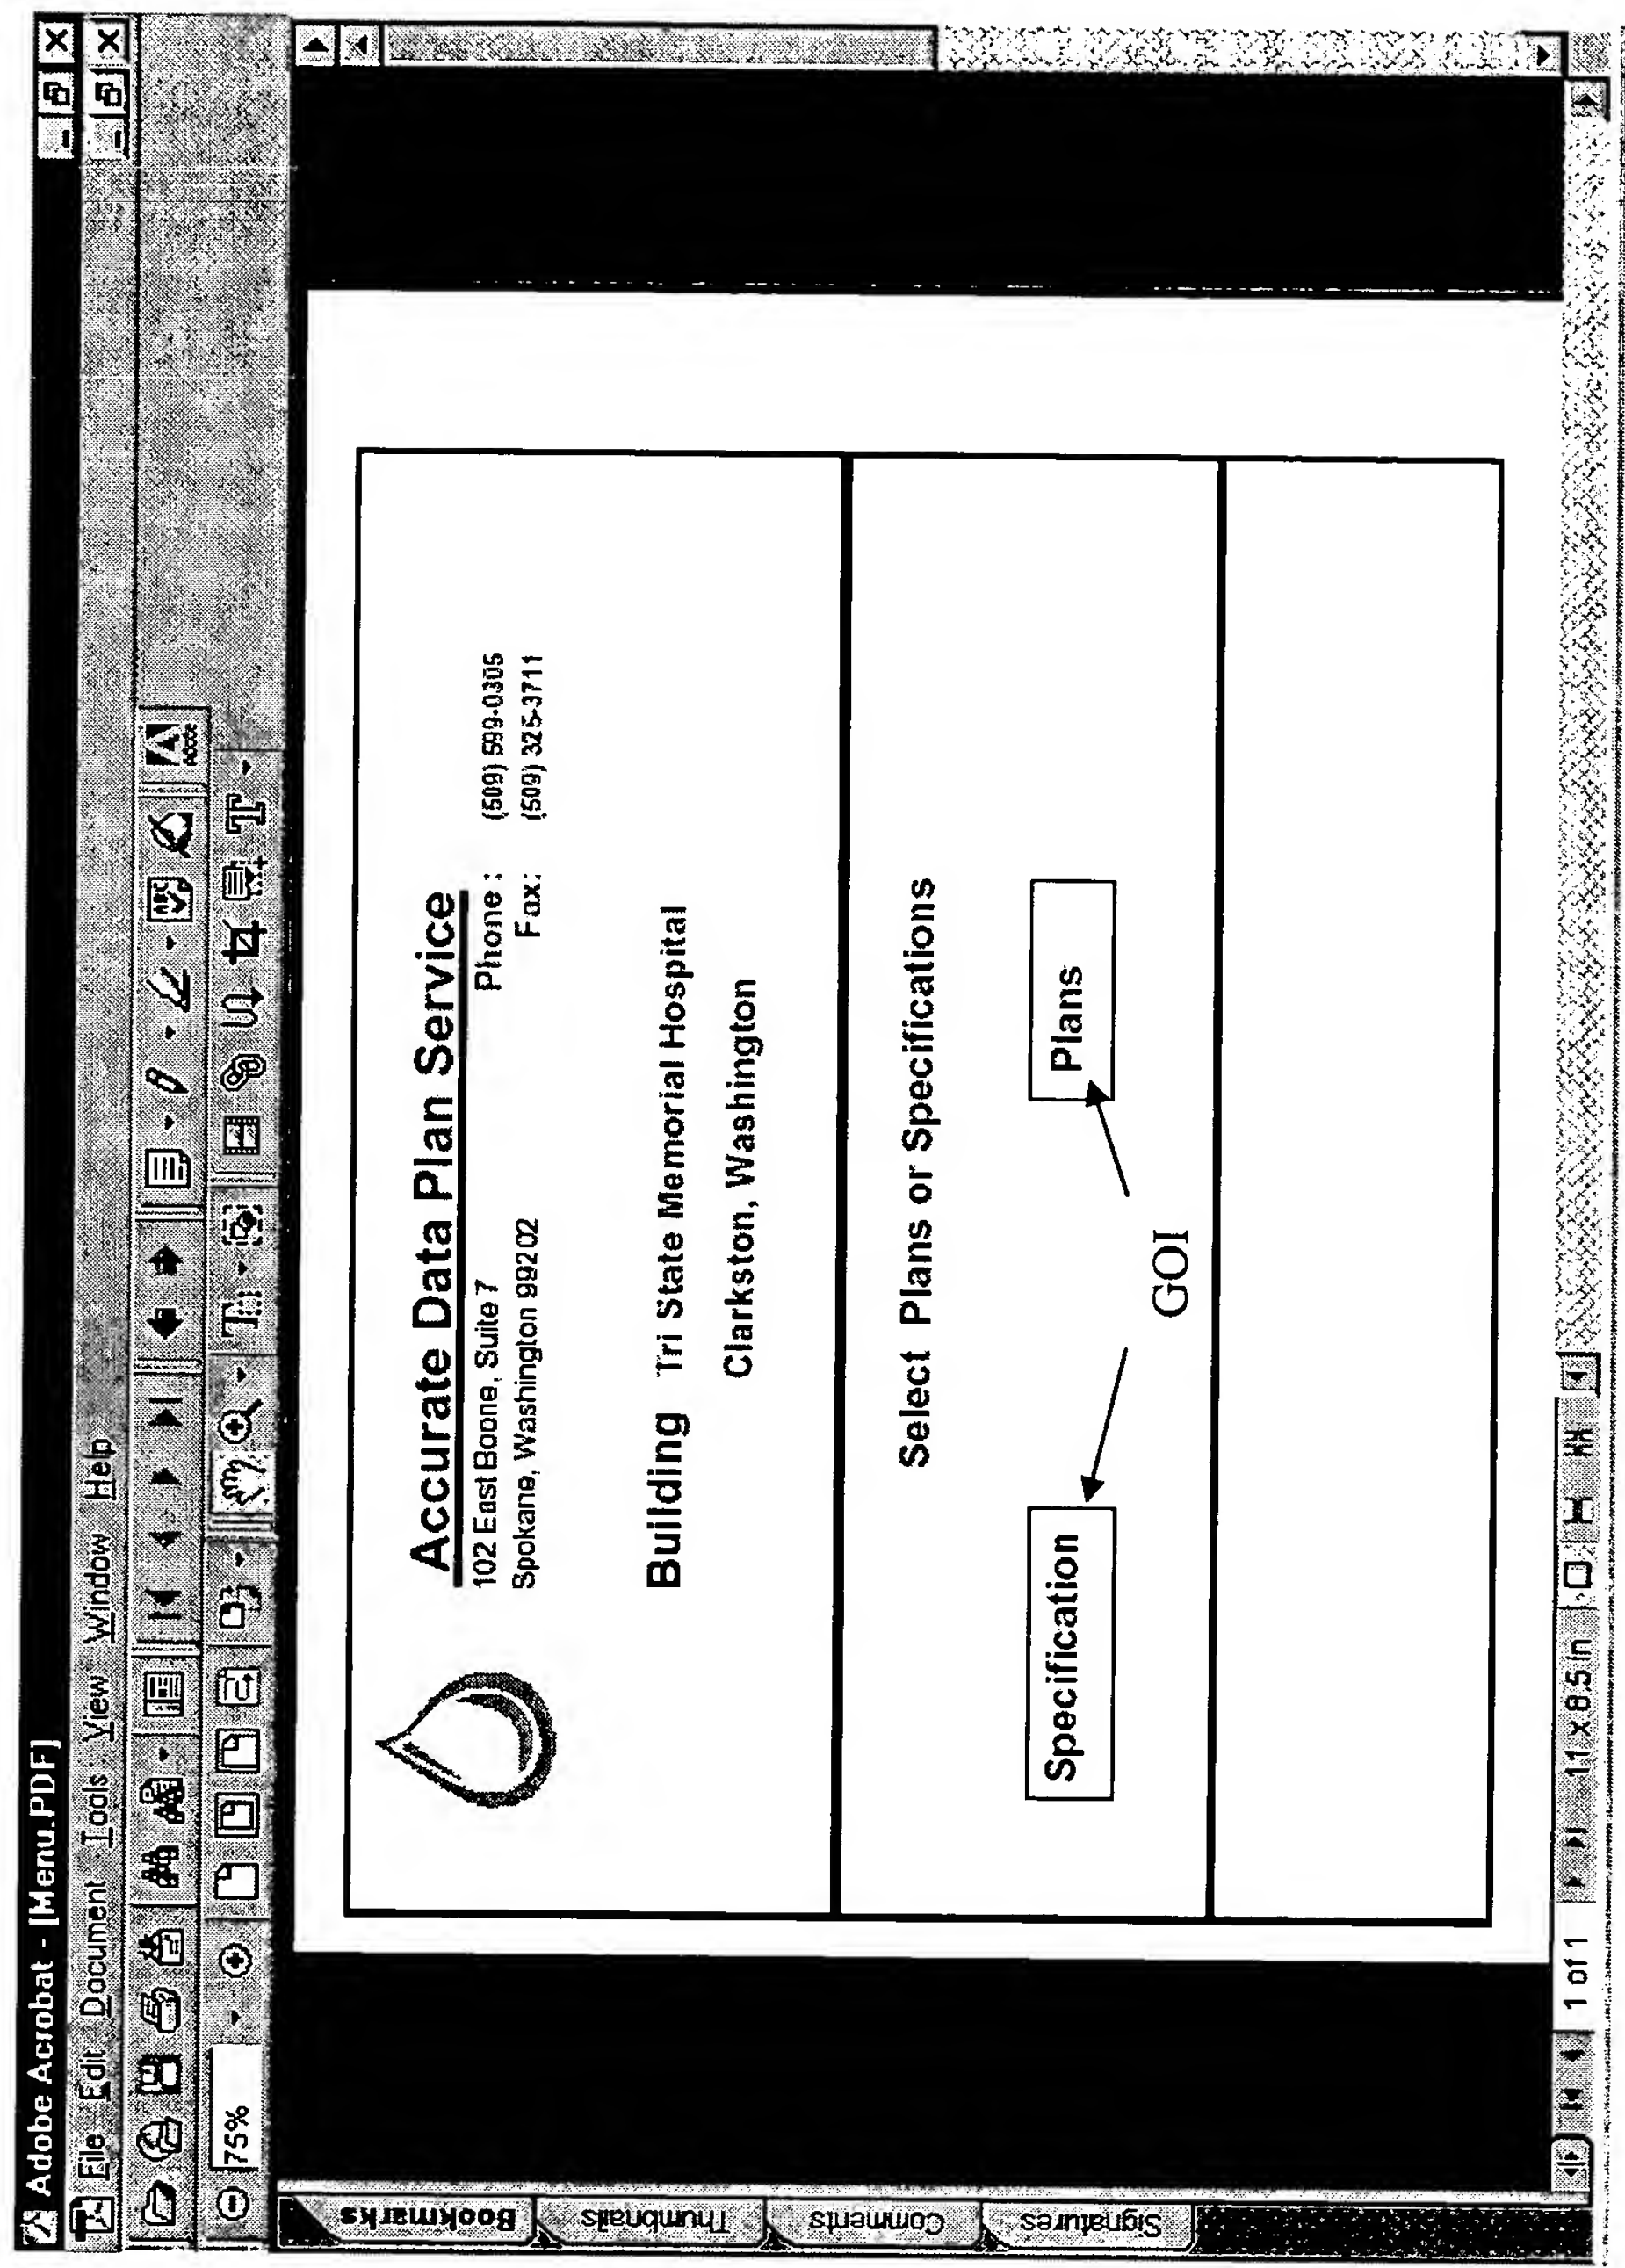 Adobe Acrobat - [Menu.PDF]
File Edit Document Tools View Window Help
Adobe
75%
Bookmarks
Thumbnails
Comments
Signatures
Accurate Data Plan Service
102 East Boone, Suite 7 Phone: (509) 599-0305
Spokane, Washington 99202 Fax: (509) 325-3711
Building Tri State Memorial Hospital
Clarkston, Washington
Select Plans or Specifications
Specification Plans
GOI
1 of 1 11 x 8.5 in